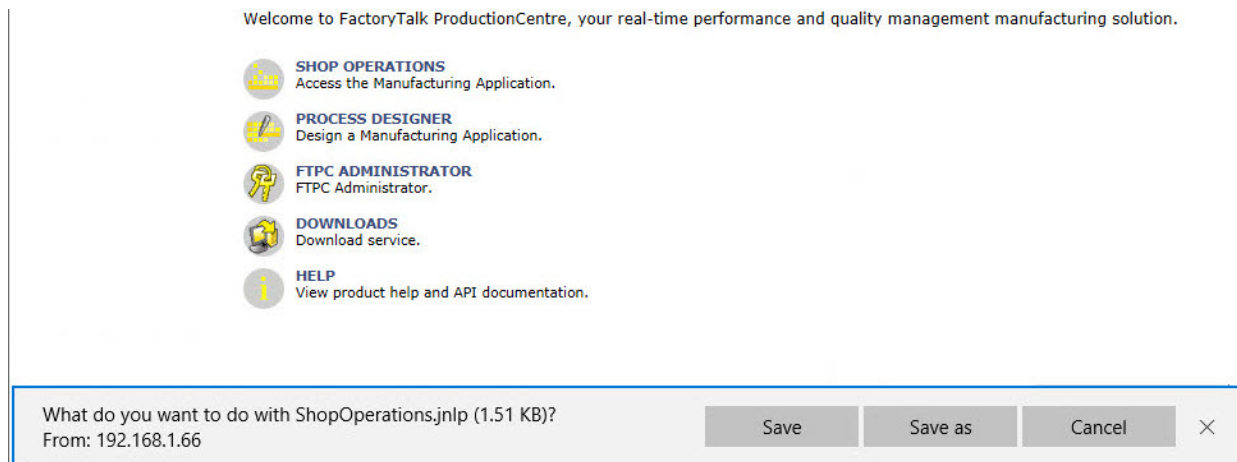 Welcome to FactoryTalk ProductionCentre, your real-time performance and quality management manufacturing solution.
SHOP OPERATIONS
Access the Manufacturing Application.
PROCESS DESIGNER
Design a Manufacturing Application.
FTPC ADMINISTRATOR
FTPC Administrator.
DOWNLOADS
Download service.
HELP
View product help and API documentation.
What do you want to do with ShopOperations.jnlp (1.51 KB)?
From: 192.168.1.66
Save
Save as
Cancel